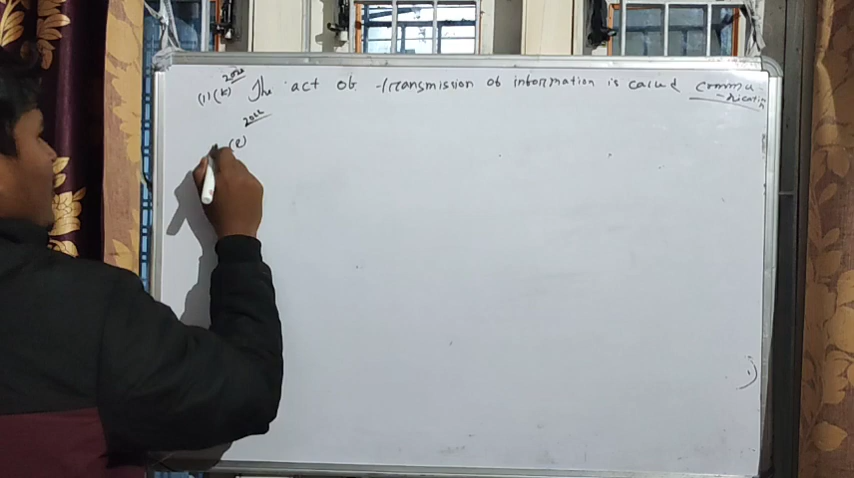 2022
(1) (k) The act of transmission of information is called commu-
-nication
2022
(l)